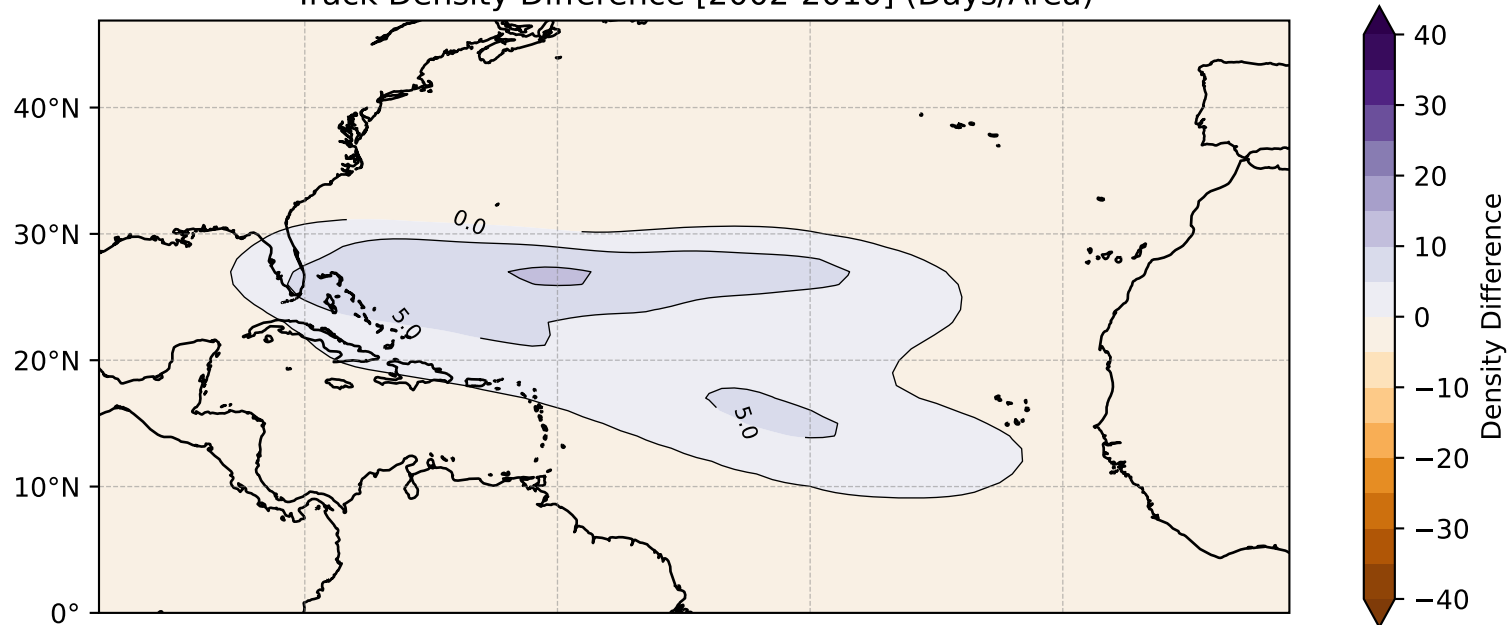 Track Density Difference [2002-2010] (Days/Area)
40°N
30°N
20°N
10°N
0°
0.0
5.0
5.0
40
30
20
10
0
−10
−20
−30
−40
Density Difference